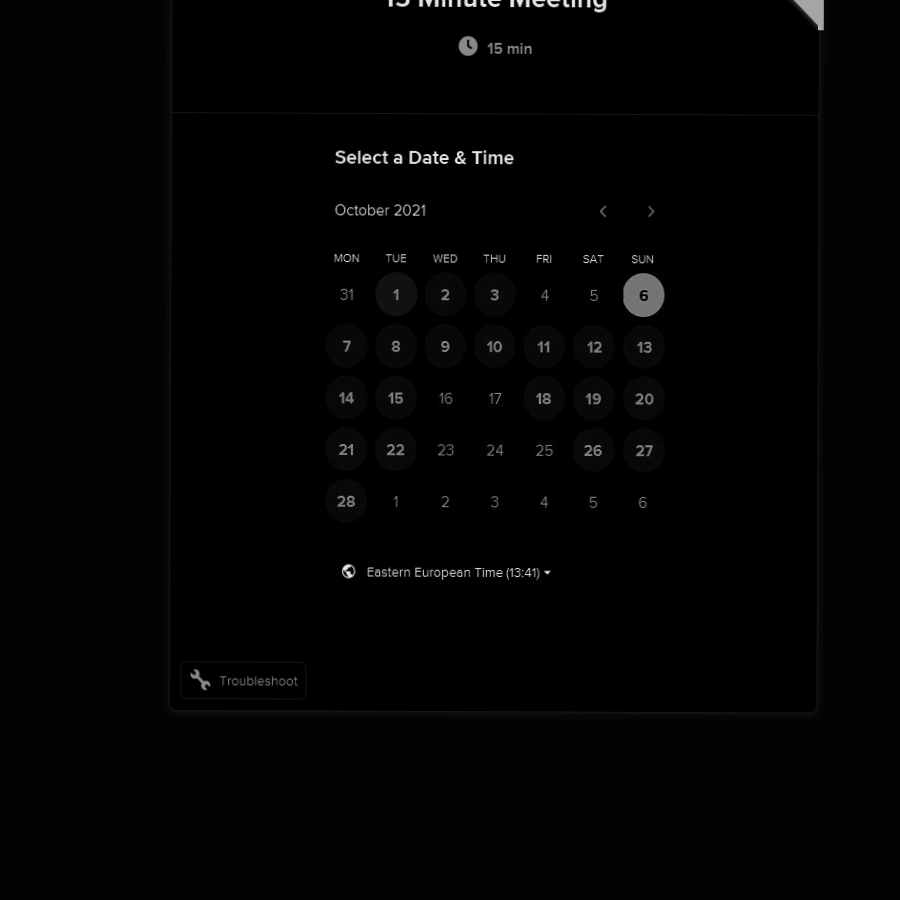 15 Minute Meeting
15 min
Select a Date & Time
October 2021
MON TUE WED THU FRI SAT SUN
31 1 2 3 4 5 6
7 8 9 10 11 12 13
14 15 16 17 18 19 20
21 22 23 24 25 26 27
28 1 2 3 4 5 6
Eastern European Time (13:41)
Troubleshoot